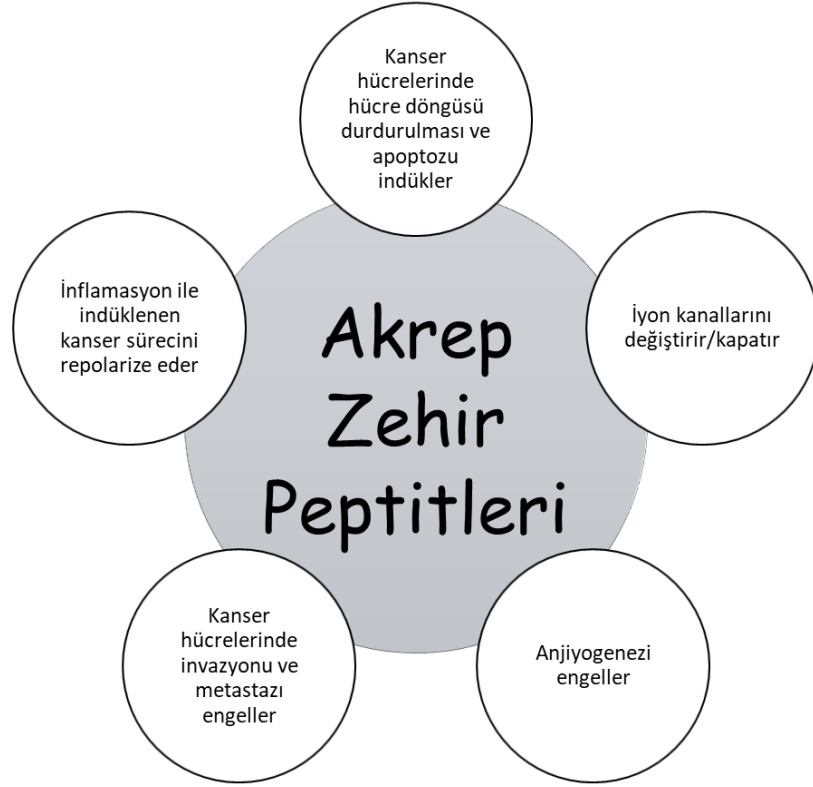 Kanser
hücrelerinde
hücre döngüsü
durdurulması ve
apoptozu
indükler
İnflamasyon ile
indüklenen
kanser sürecini
repolarize eder
Akrep
Zehir
Peptitleri
İyon kanallarını
değiştirir/kapatır
Kanser
hücrelerinde
invazyonu ve
metastazı
engeller
Anjiyogenezi
engeller